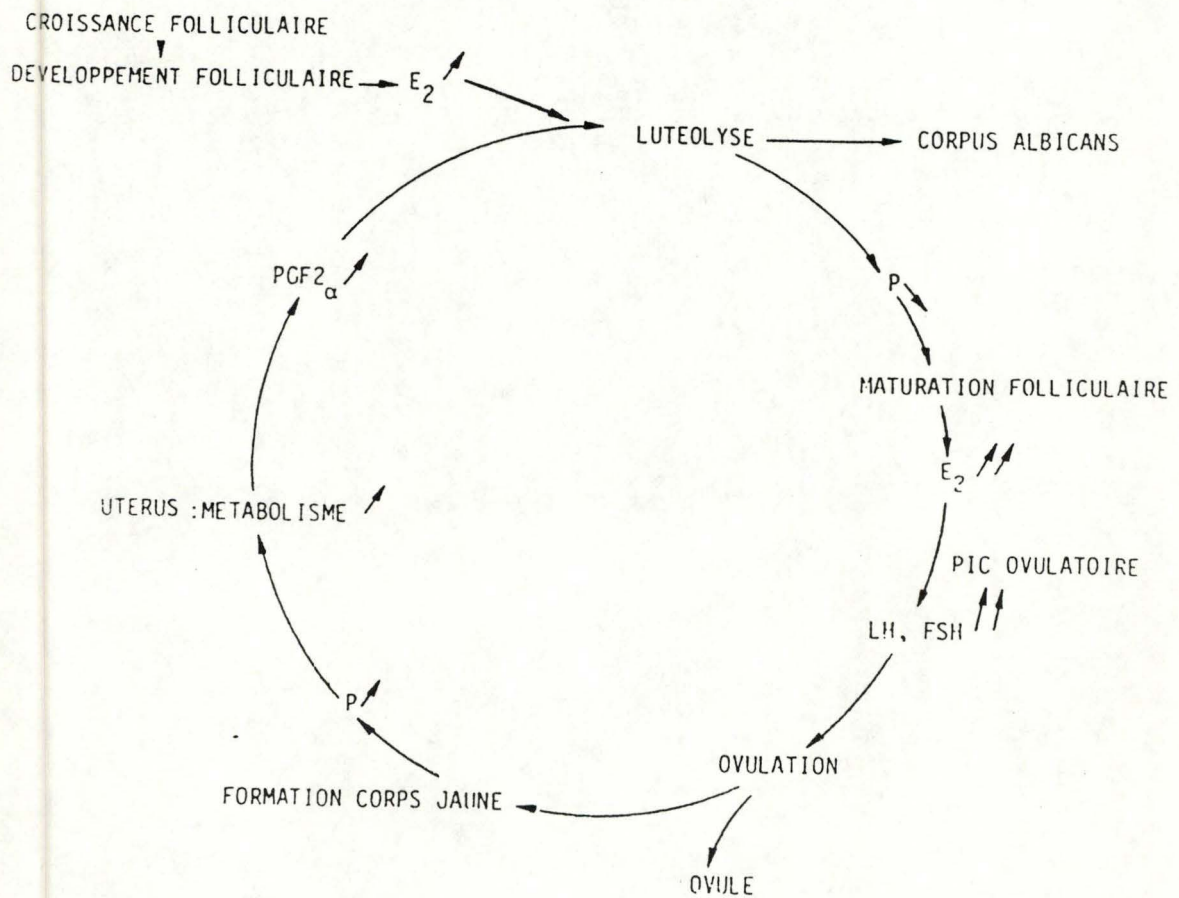 CROISSANCE FOLLICULAIRE
DEVELOPPEMENT FOLLICULAIRE
E2
LUTEOLYSE
CORPUS ALBICANS
PGF2α
P
MATURATION FOLLICULAIRE
E2
UTERUS :METABOLISME
PIC OVULATOIRE
LH, FSH
P
OVULATION
FORMATION CORPS JAUNE
OVULE